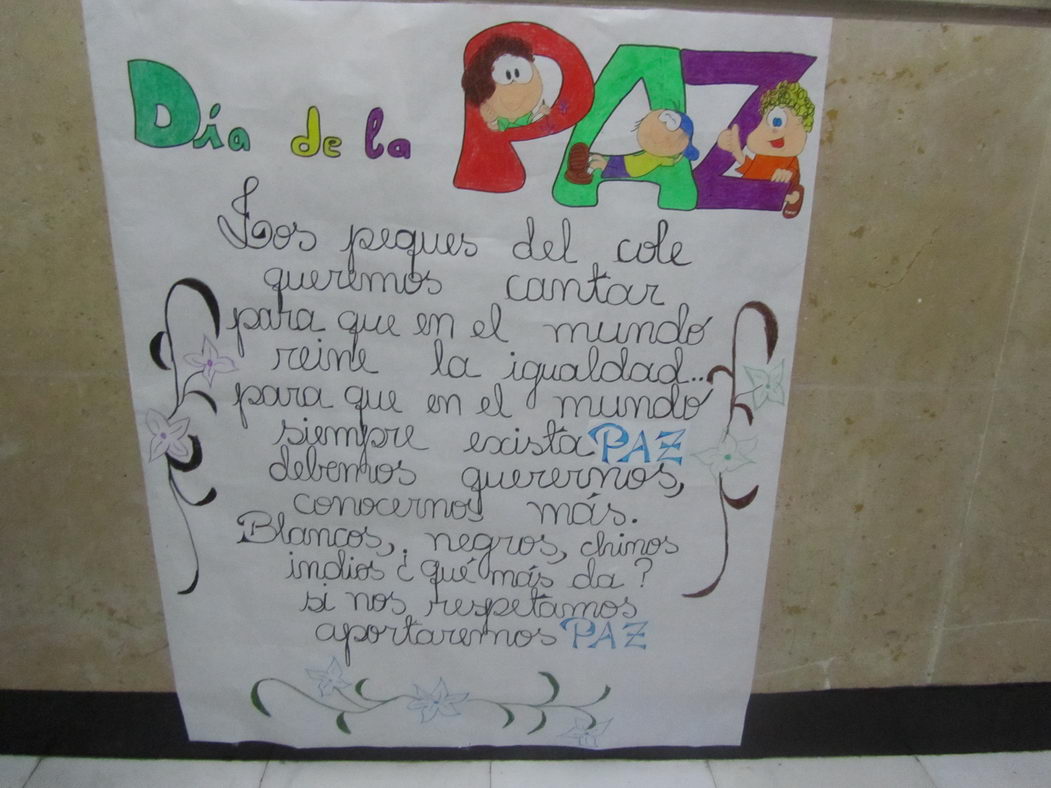 Día de la PAZ
Los peques del cole
queremos cantar
para que en el mundo
reine la igualdad...
para que en el mundo
siempre exista PAZ
debemos querernos,
conocernos más.
Blancos, negros, chinos
indios ¿qué más da?
si nos respetamos
aportaremos PAZ